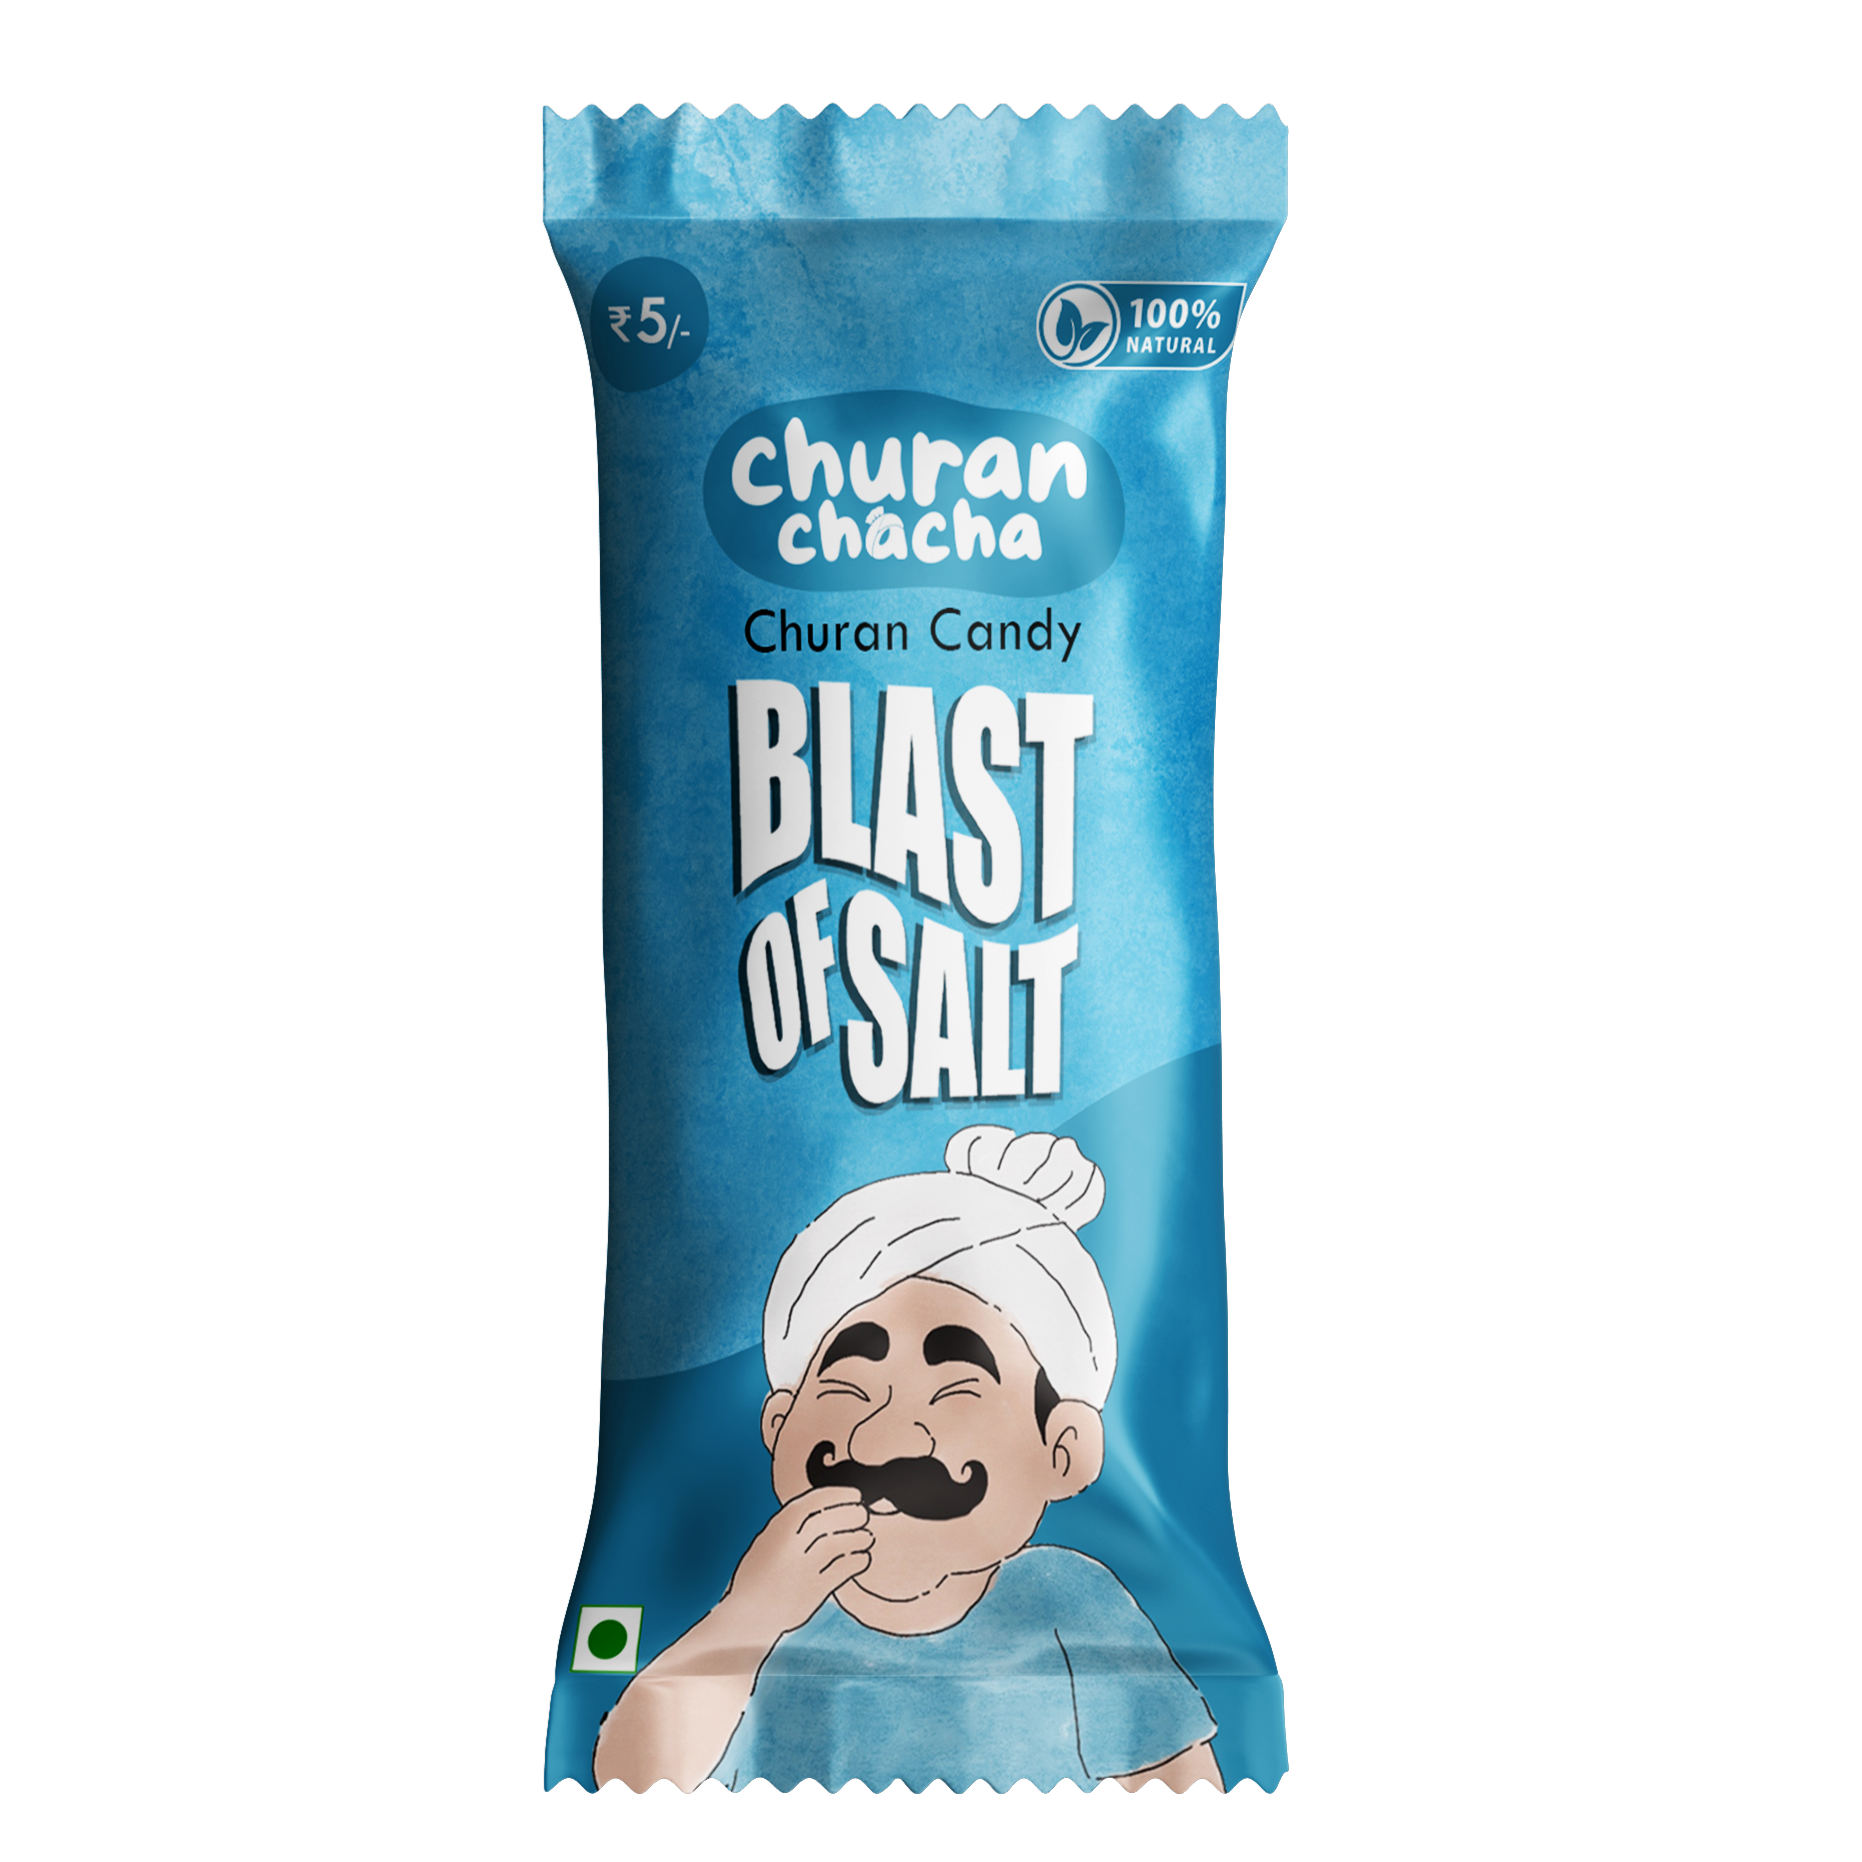 ₹5/-
100%
NATURAL
churan
chacha
Churan Candy
BLAST
OF SALT